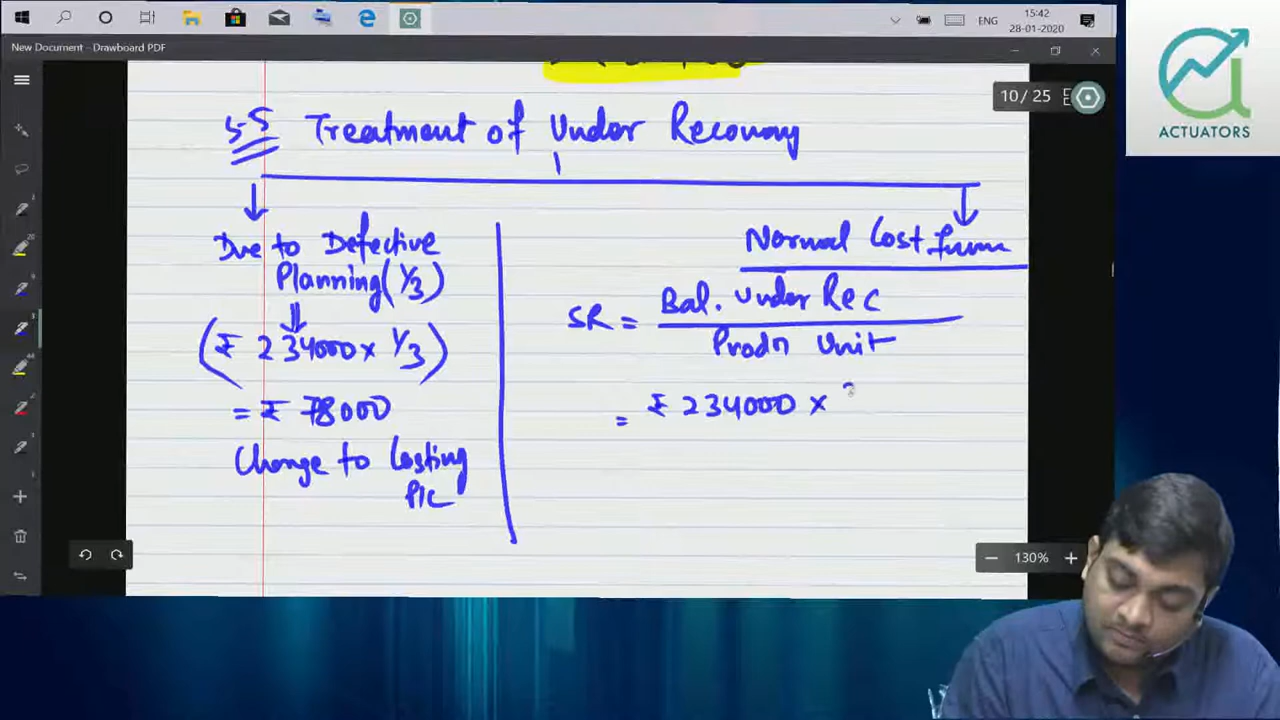 15:42
ENG
28-01-2020
New Document - Drawboard PDF
10 / 25
ACTUATORS
S-5 Treatment of Under Recovery
Due to Defective
Planning (1/3)
(₹ 234000 x 1/3)
= ₹ 78000
Charge to Costing
P/L
Normal Cost
SR = Bal. Under Rec
Prodn Unit
= ₹ 234000 x
130%